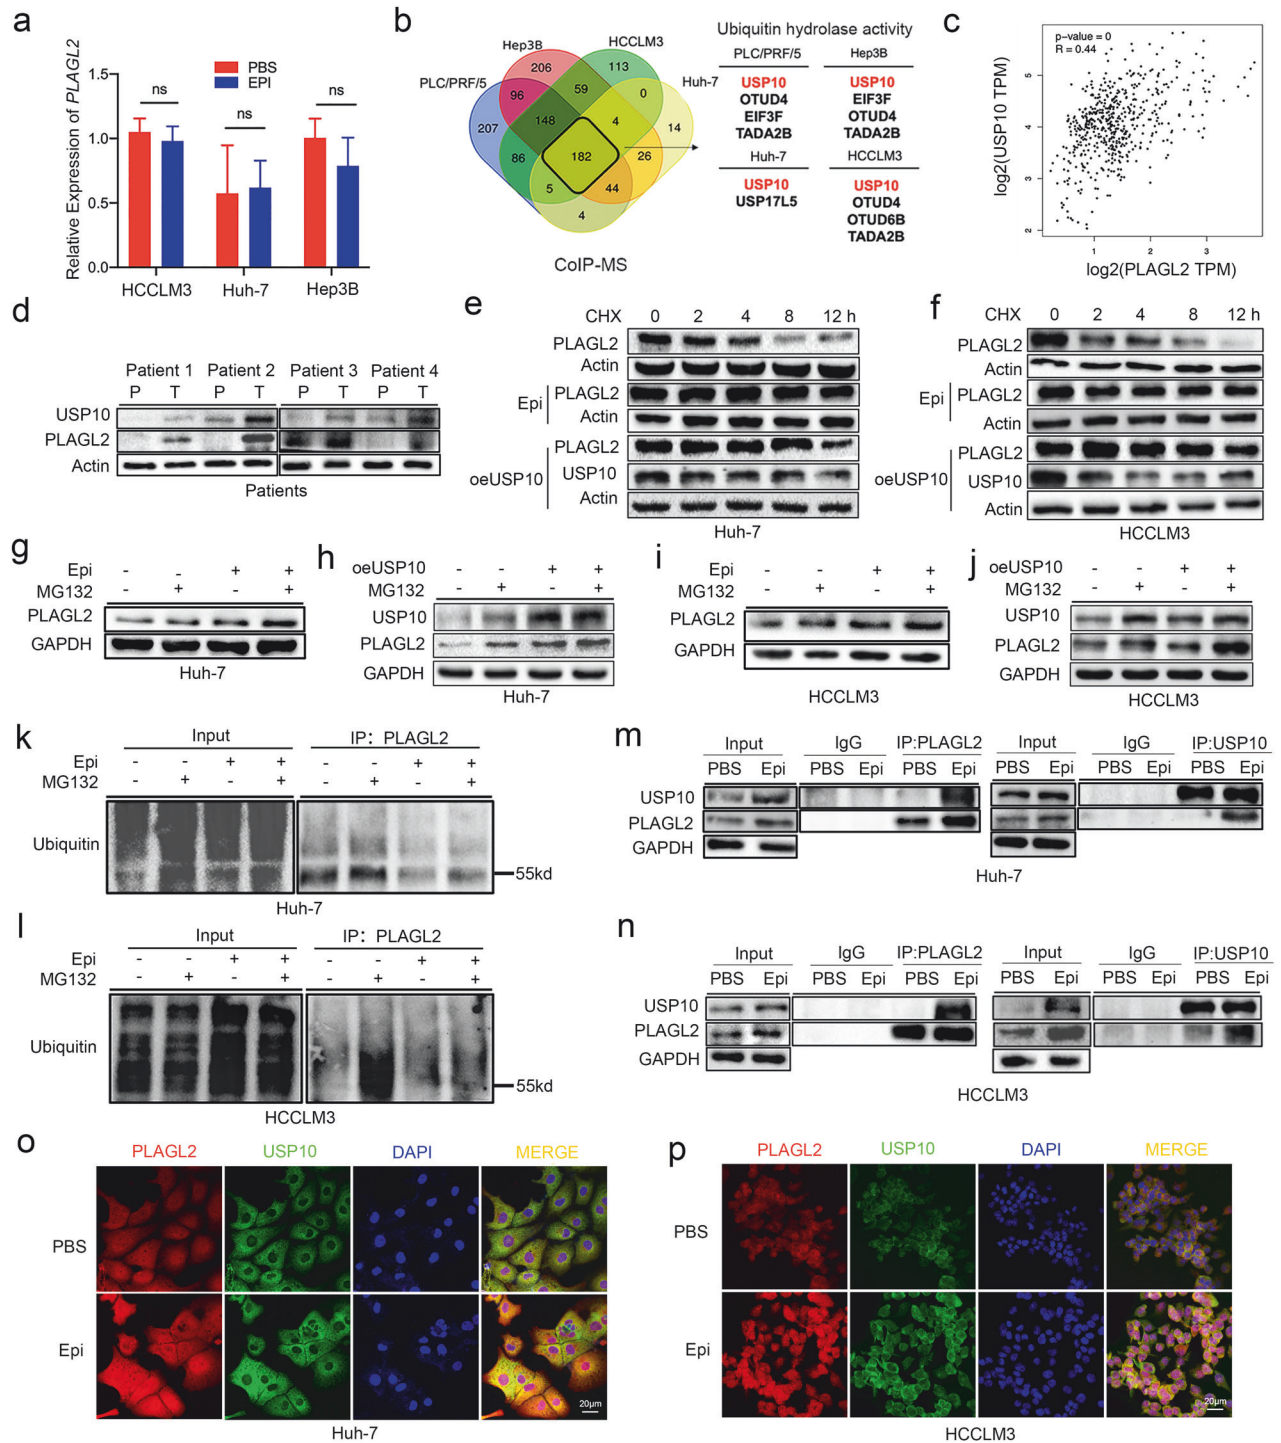 a
Relative Expression of PLAGL2
1.5
1.0
0.5
0.0
PBS
EPI
ns
ns
ns
HCCLM3
Huh-7
Hep3B
b
Hep3B
HCCLM3
PLC/PRF/5
Huh-7
206
113
96
59
0
207
148
4
14
86
182
26
5
44
4
CoIP-MS
Ubiquitin hydrolase activity
PLC/PRF/5
USP10
OTUD4
EIF3F
TADA2B
Hep3B
USP10
EIF3F
OTUD4
TADA2B
Huh-7
USP10
USP17L5
HCCLM3
USP10
OTUD4
OTUD6B
TADA2B
c
p-value = 0
R = 0.44
log2(USP10 TPM)
5
4
3
2
1 2 3
log2(PLAGL2 TPM)
d
Patient 1 Patient 2 Patient 3 Patient 4
P T P T P T P T
USP10
PLAGL2
Actin
Patients
e
CHX 0 2 4 8 12 h
PLAGL2
Actin
Epi
PLAGL2
Actin
oeUSP10
PLAGL2
USP10
Actin
Huh-7
f
CHX 0 2 4 8 12 h
PLAGL2
Actin
Epi
PLAGL2
Actin
oeUSP10
PLAGL2
USP10
Actin
HCCLM3
g
Epi - - + +
MG132 - + - +
PLAGL2
GAPDH
Huh-7
h
oeUSP10 - - + +
MG132 - + - +
USP10
PLAGL2
GAPDH
Huh-7
i
Epi - - + +
MG132 - + - +
PLAGL2
GAPDH
HCCLM3
j
oeUSP10 - - + +
MG132 - + - +
USP10
PLAGL2
GAPDH
HCCLM3
k
Input IP: PLAGL2
Epi - - + + - - + +
MG132 - + - + - + - +
Ubiquitin
55kd
Huh-7
l
Input IP: PLAGL2
Epi - - + + - - + +
MG132 - + - + - + - +
Ubiquitin
55kd
HCCLM3
m
Input IgG IP:PLAGL2 Input IgG IP:USP10
PBS Epi PBS Epi PBS Epi PBS Epi PBS Epi PBS Epi
USP10
PLAGL2
GAPDH
Huh-7
n
Input IgG IP:PLAGL2 Input IgG IP:USP10
PBS Epi PBS Epi PBS Epi PBS Epi PBS Epi PBS Epi
USP10
PLAGL2
GAPDH
HCCLM3
o
PLAGL2 USP10 DAPI MERGE
PBS
Epi
20μm
Huh-7
p
PLAGL2 USP10 DAPI MERGE
PBS
Epi
20μm
HCCLM3